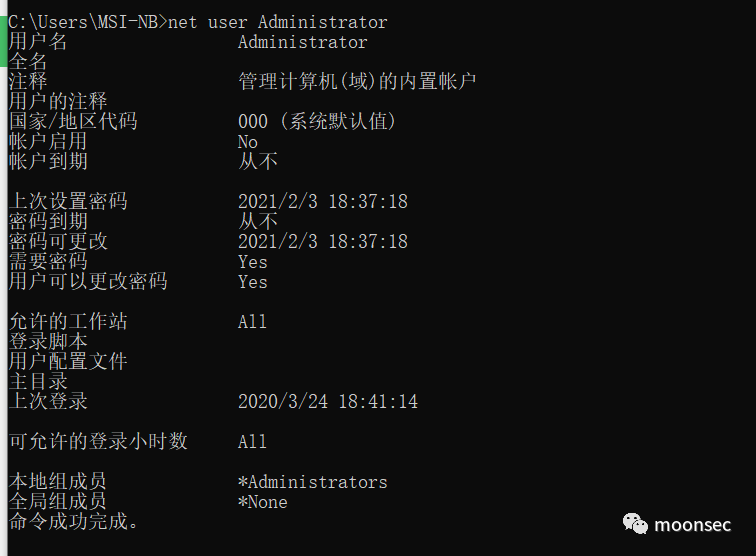 C:\Users\MSI-NB>net user Administrator
用户名 Administrator
全名
注释 管理计算机(域)的内置帐户
用户的注释
国家/地区代码 000 (系统默认值)
帐户启用 No
帐户到期 从不
上次设置密码 2021/2/3 18:37:18
密码到期 从不
密码可更改 2021/2/3 18:37:18
需要密码 Yes
用户可以更改密码 Yes
允许的工作站 All
登录脚本
用户配置文件
主目录
上次登录 2020/3/24 18:41:14
可允许的登录小时数 All
本地组成员 *Administrators
全局组成员 *None
命令成功完成。
moonsec